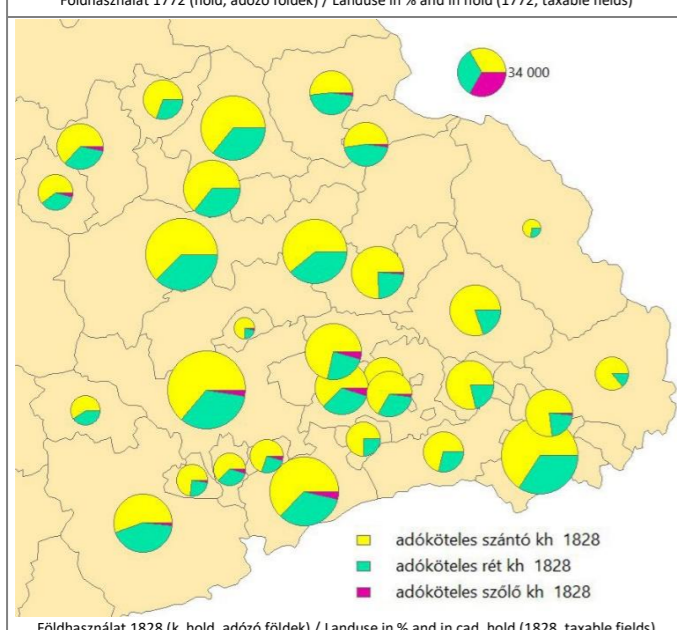 Földhasználat 1772 (hold, adózó földek) / Landuse in % and in hold (1772, taxable fields)
34 000
adóköteles szántó kh 1828
adóköteles rét kh 1828
adóköteles szőlő kh 1828
Földhasználat 1828 (k. hold, adózó földek) / Landuse in % and in cad. hold (1828, taxable fields)